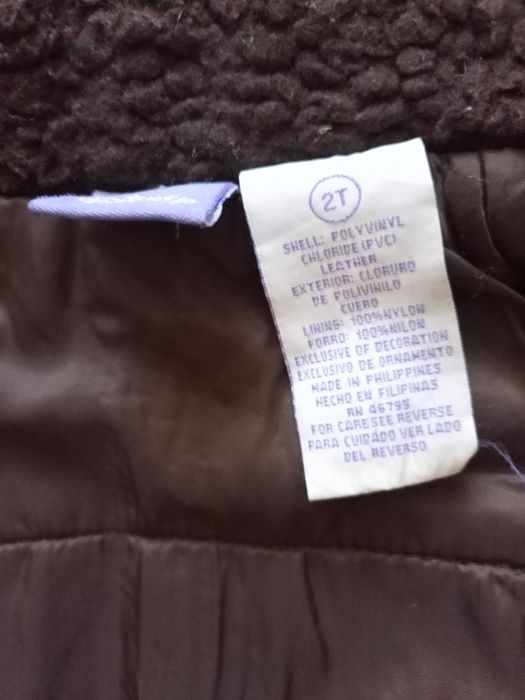 2T
SHELL: POLYVINYL
CHLORIDE (PVC)
LEATHER
EXTERIOR: CLORURO
DE POLIVINILO
CUERO
LINING: 100%NYLON
FORRO: 100%NILON
EXCLUSIVE OF DECORATION
EXCLUSIVO DE ORNAMENTO
MADE IN PHILIPPINES
HECHO EN FILIPINAS
RN 46795
FOR CARE SEE REVERSE
PARA CUIDADO VER LADO
DEL REVERSO